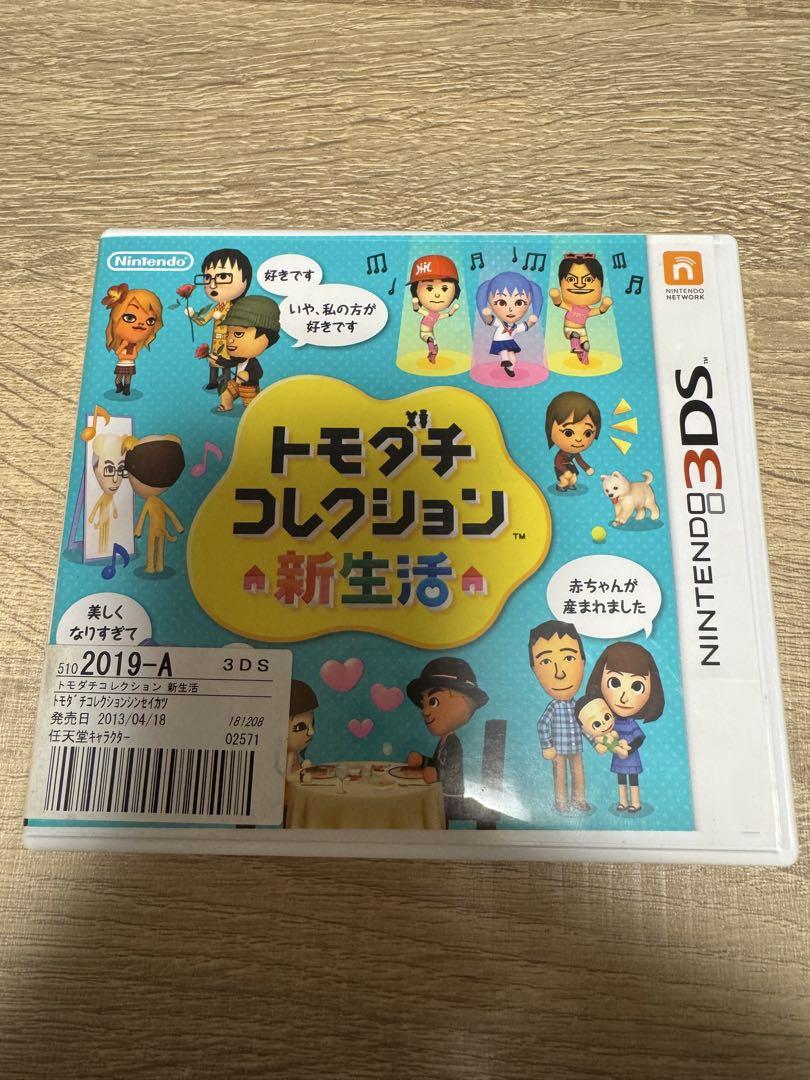 Nintendo
好きです
いや、私の方が
好きです
NINTENDO
NETWORK
NINTENDO 3DS™
トモダチ
コレクション™
新生活
赤ちゃんが
産まれました
美しく
なりすぎて
510 2019-A 3DS
トモダチコレクション 新生活
トモダチコレクションシンセイカツ
発売日 2013/04/18 181208
任天堂キャラクター 02571